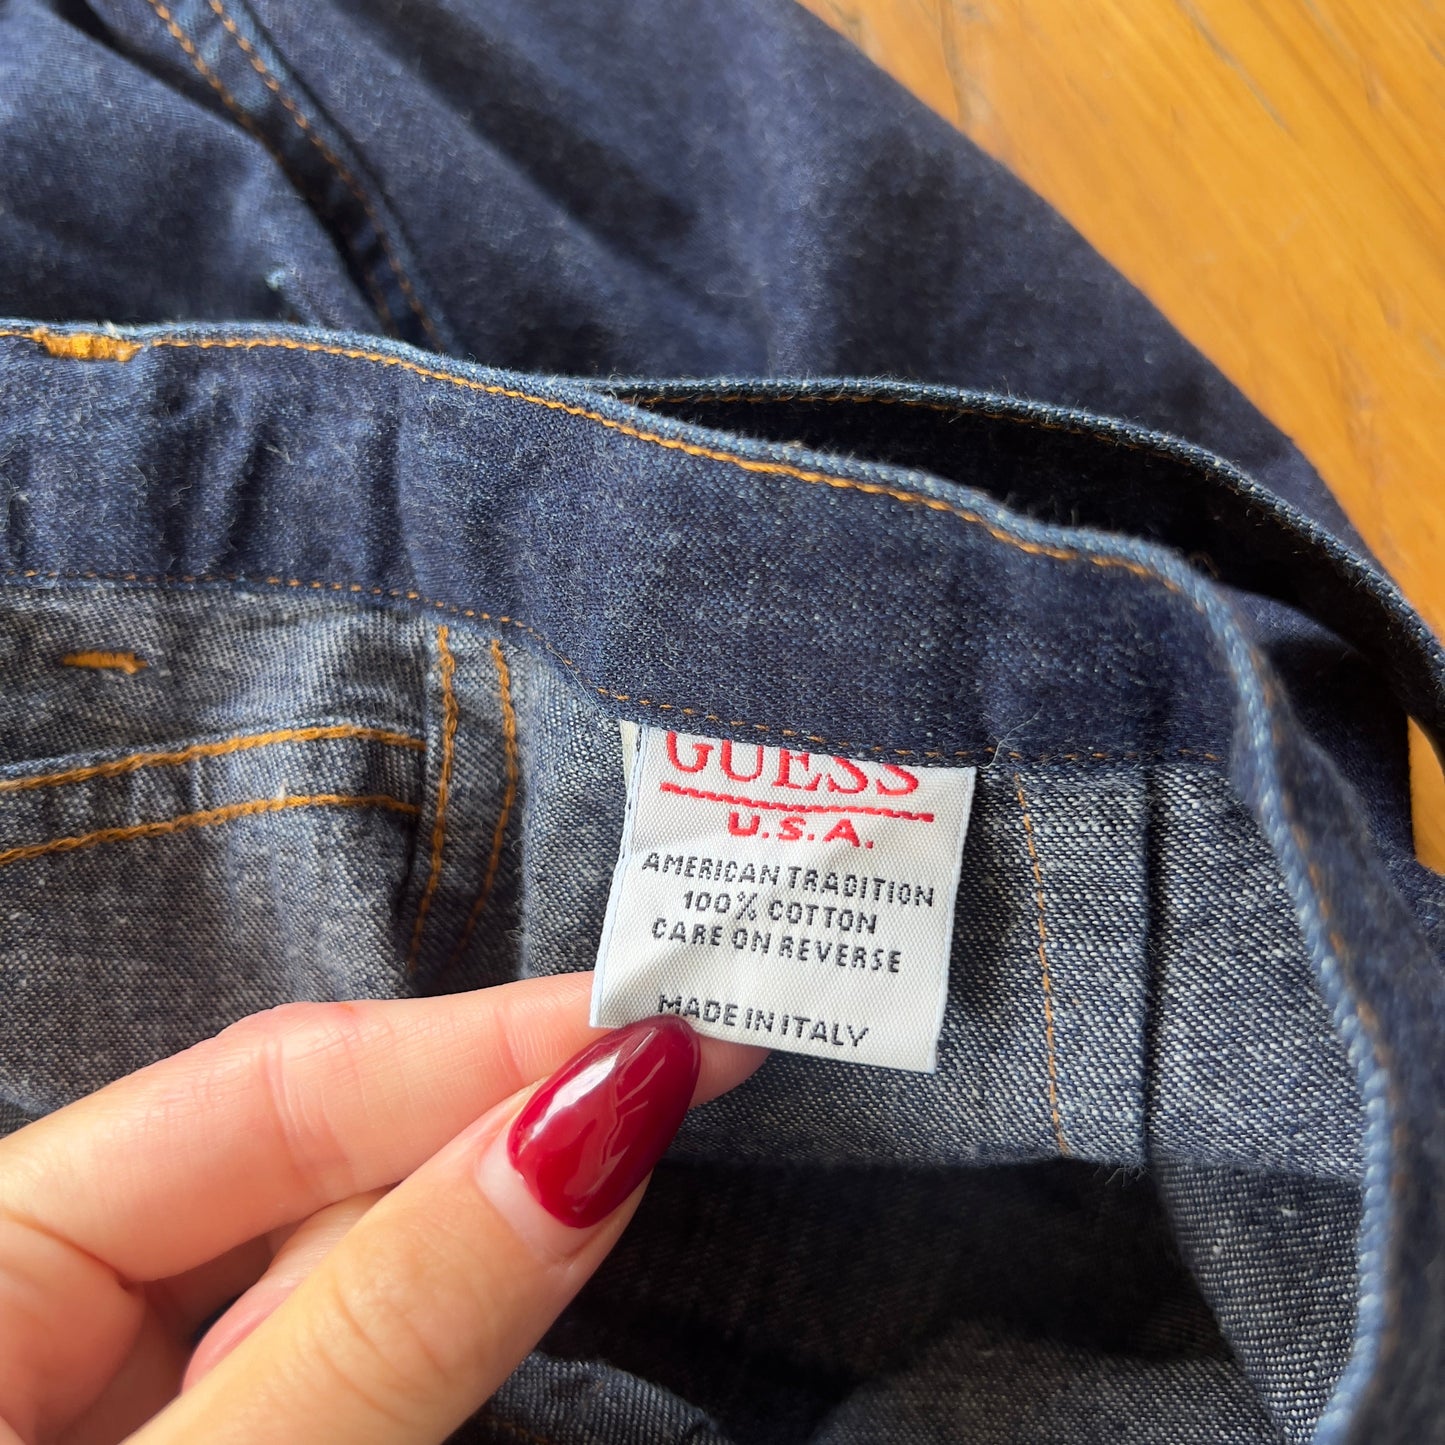 GUESS
U.S.A.
AMERICAN TRADITION
100% COTTON
CARE ON REVERSE
MADE IN ITALY